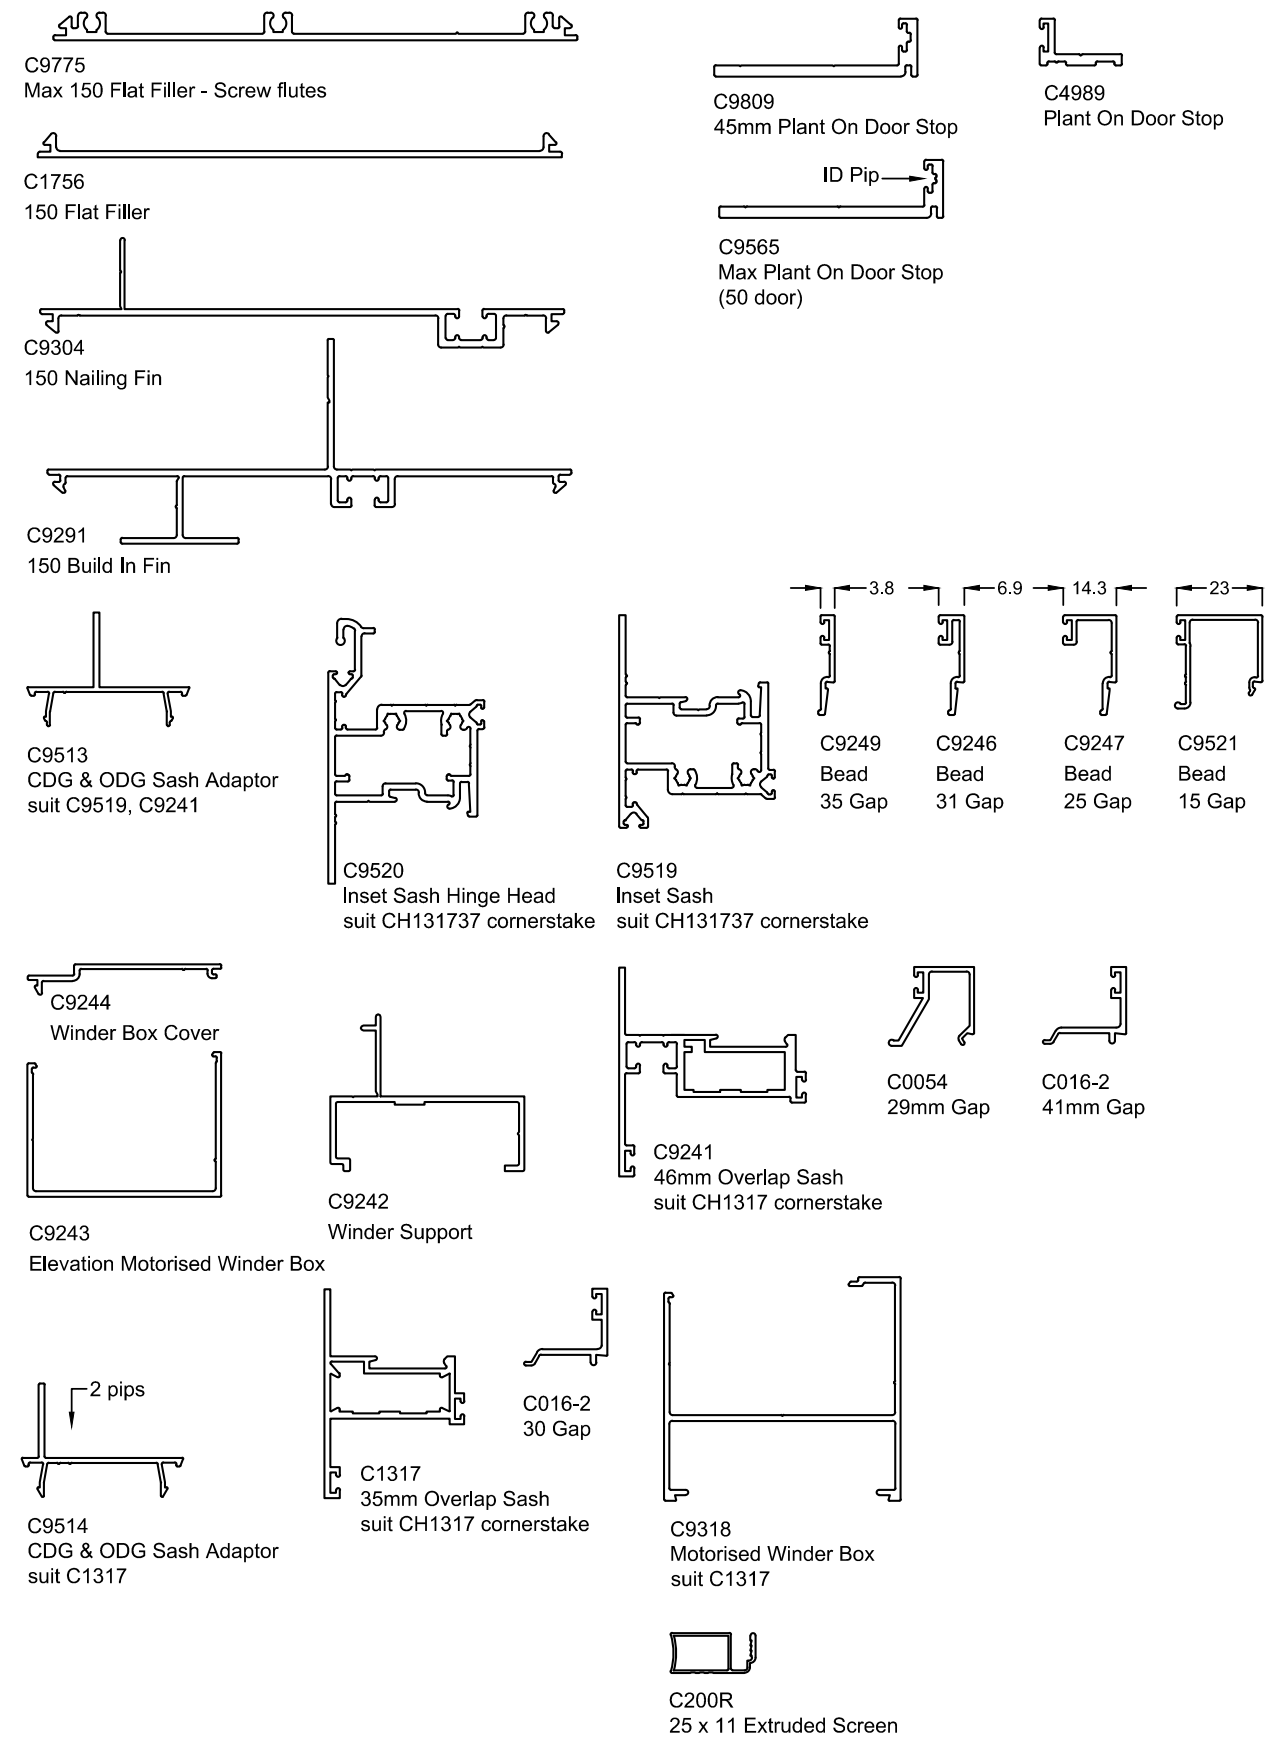 C9775
Max 150 Flat Filler - Screw flutes
C9809
45mm Plant On Door Stop
C4989
Plant On Door Stop
C1756
150 Flat Filler
ID Pip
C9565
Max Plant On Door Stop
(50 door)
C9304
150 Nailing Fin
C9291
150 Build In Fin
3.8
6.9
14.3
23
C9513
CDG & ODG Sash Adaptor
suit C9519, C9241
C9520
Inset Sash Hinge Head
suit CH131737 cornerstake
C9519
Inset Sash
suit CH131737 cornerstake
C9249
Bead
35 Gap
C9246
Bead
31 Gap
C9247
Bead
25 Gap
C9521
Bead
15 Gap
C9244
Winder Box Cover
C9243
Elevation Motorised Winder Box
C9242
Winder Support
C9241
46mm Overlap Sash
suit CH1317 cornerstake
C0054
29mm Gap
C016-2
41mm Gap
2 pips
C9514
CDG & ODG Sash Adaptor
suit C1317
C1317
35mm Overlap Sash
suit CH1317 cornerstake
C016-2
30 Gap
C9318
Motorised Winder Box
suit C1317
C200R
25 x 11 Extruded Screen